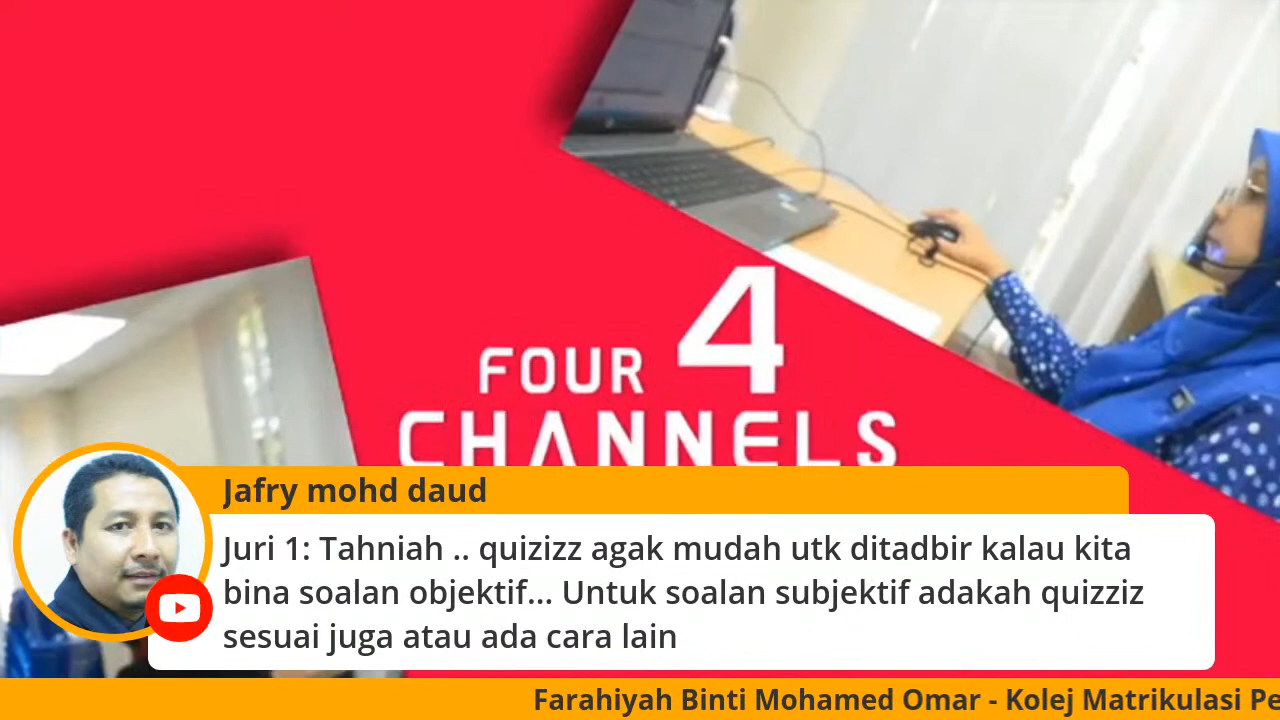 FOUR 4
CHANNELS
Jafry mohd daud
Juri 1: Tahniah .. quizizz agak mudah utk ditadbir kalau kita
bina soalan objektif... Untuk soalan subjektif adakah quizziz
sesuai juga atau ada cara lain
Farahiyah Binti Mohamed Omar - Kolej Matrikulasi Pe